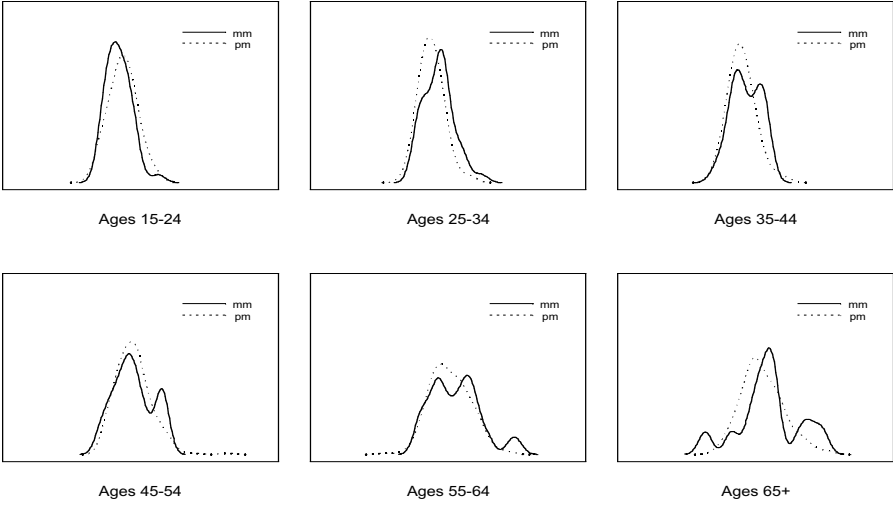 mm
pm
Ages 15-24
mm
pm
Ages 25-34
mm
pm
Ages 35-44
mm
pm
Ages 45-54
mm
pm
Ages 55-64
mm
pm
Ages 65+